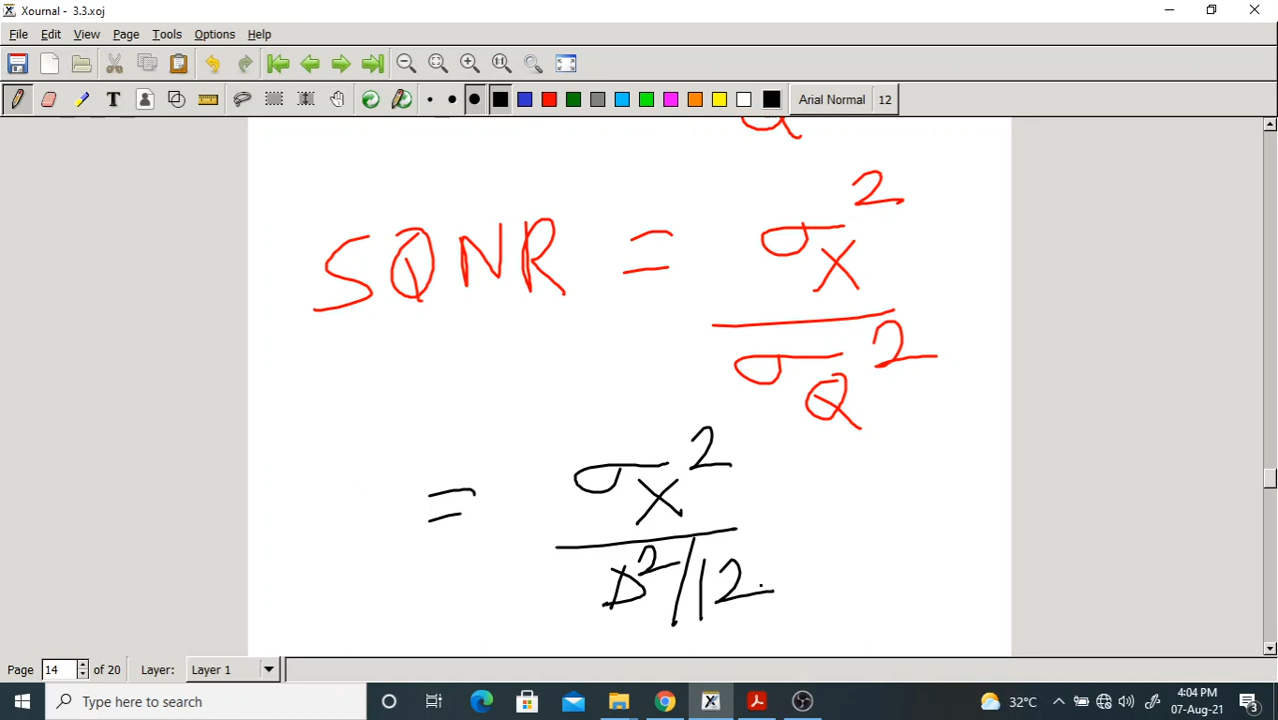 Xournal - 3.3.xoj
File Edit View Page Tools Options Help
Arial Normal 12
SQNR = σX² / σQ²
= σX² / Δ²/12
Page 14 of 20 Layer: Layer 1
Type here to search
32°C
4:04 PM
07-Aug-21
3